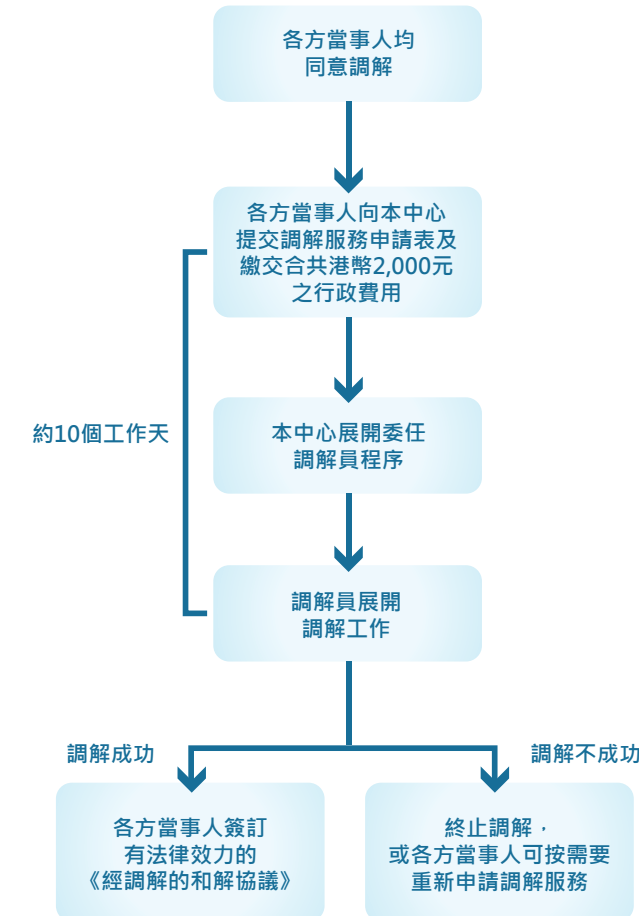 各方當事人均
同意調解
各方當事人向本中心
提交調解服務申請表及
繳交合共港幣2,000元
之行政費用
約10個工作天
本中心展開委任
調解員程序
調解員展開
調解工作
調解成功
調解不成功
各方當事人簽訂
有法律效力的
《經調解的和解協議》
終止調解，
或各方當事人可按需要
重新申請調解服務